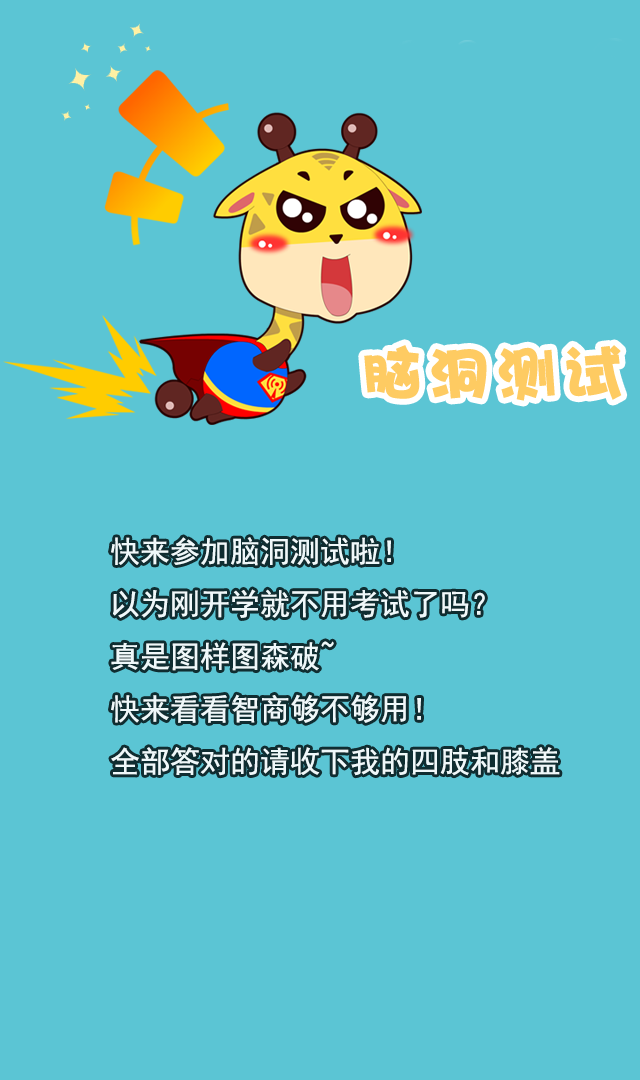 脑洞测试
快来参加脑洞测试啦！
以为刚开学就不用考试了吗？
真是图样图森破~
快来看看智商够不够用！
全部答对的请收下我的四肢和膝盖